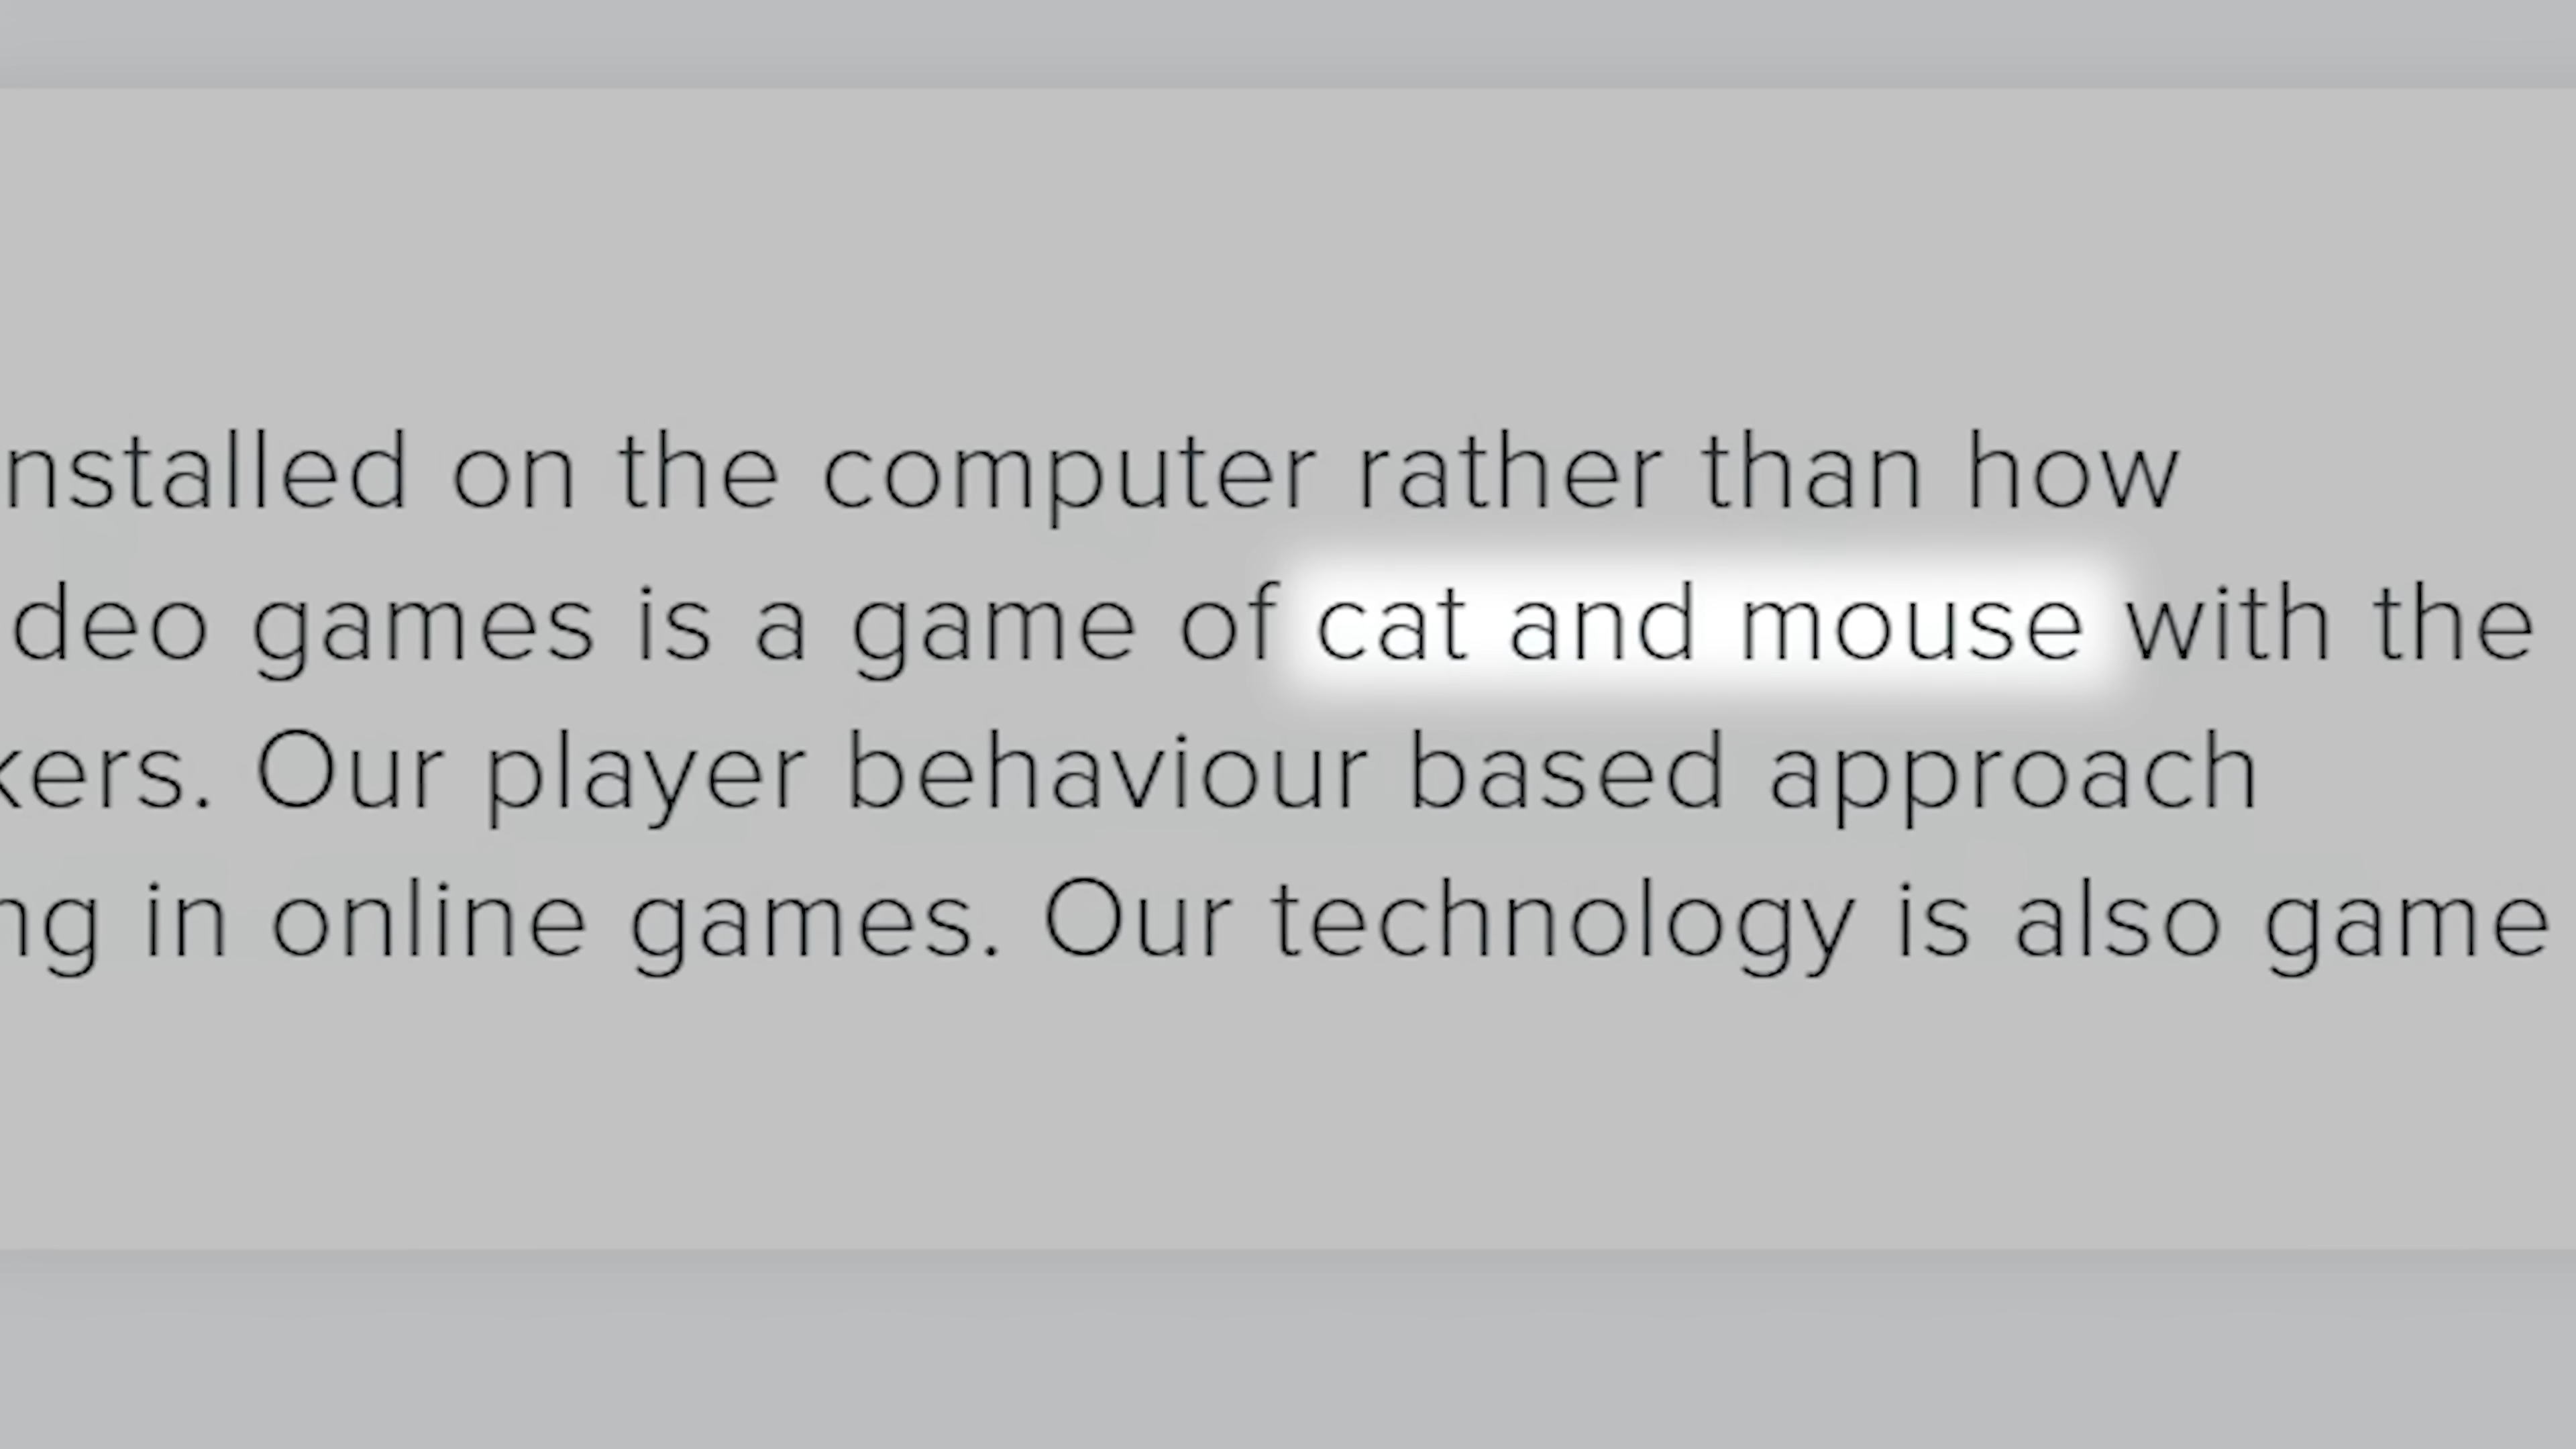 nstalled on the computer rather than how
deo games is a game of cat and mouse with the
kers. Our player behaviour based approach
ng in online games. Our technology is also game